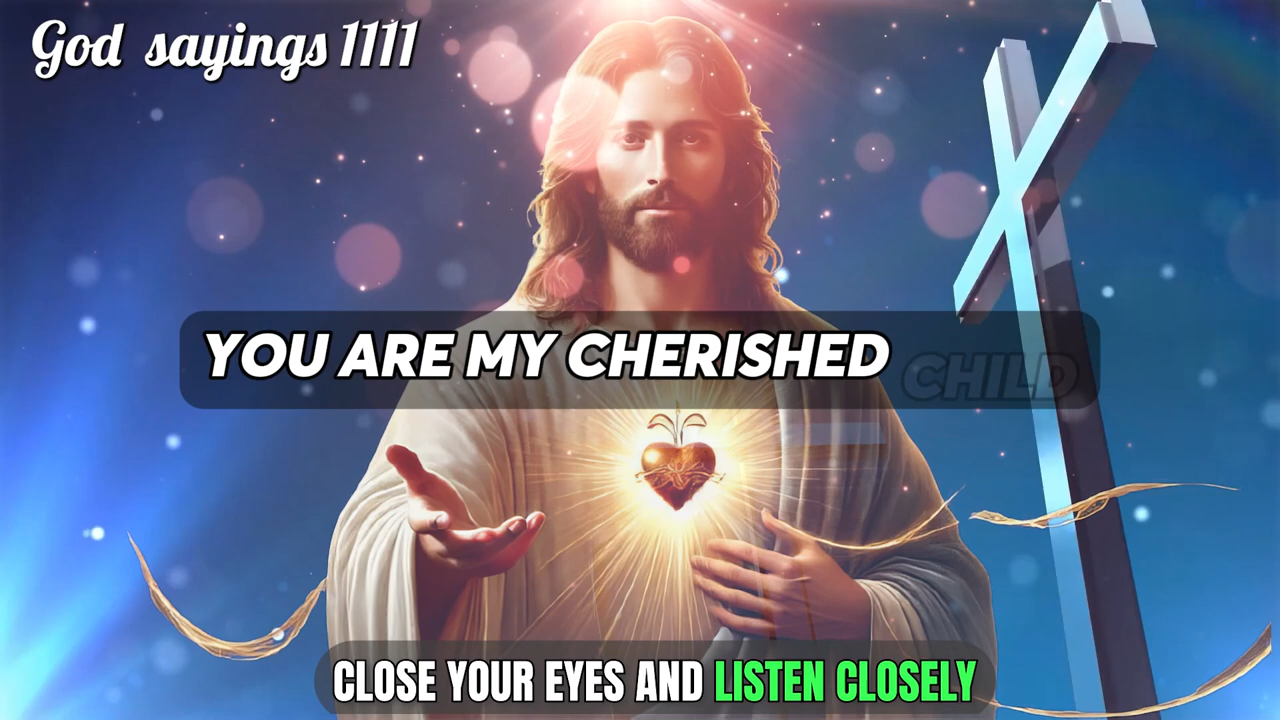 God sayings 1111
YOU ARE MY CHERISHED CHILD
CLOSE YOUR EYES AND LISTEN CLOSELY